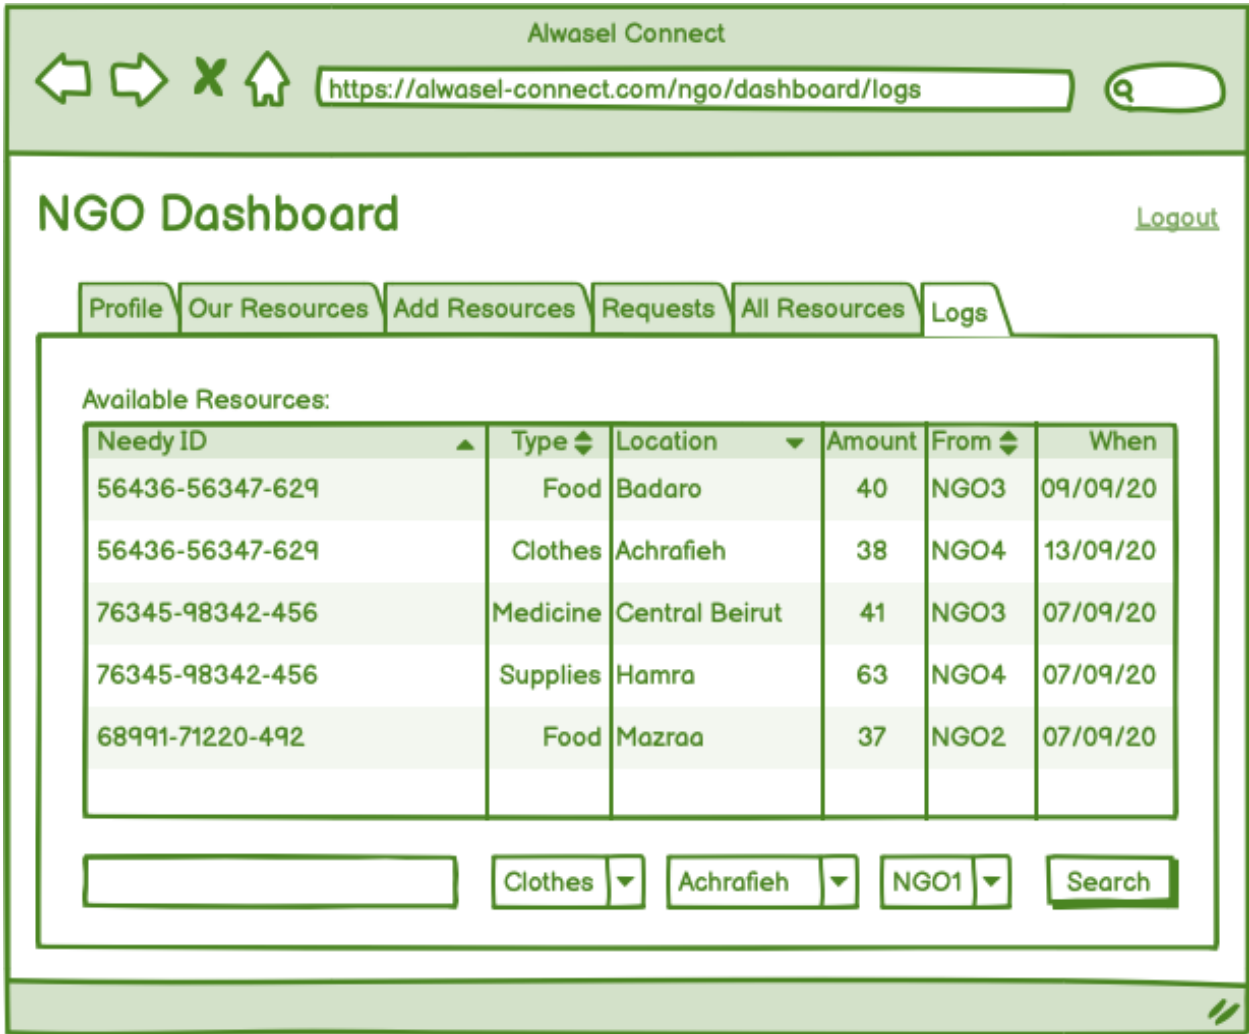 Alwasel Connect
https://alwasel-connect.com/ngo/dashboard/logs
NGO Dashboard
Logout
Profile Our Resources Add Resources Requests All Resources Logs
Available Resources:
Needy ID Type Location Amount From When
56436-56347-629 Food Badaro 40 NGO3 09/09/20
56436-56347-629 Clothes Achrafieh 38 NGO4 13/09/20
76345-98342-456 Medicine Central Beirut 41 NGO3 07/09/20
76345-98342-456 Supplies Hamra 63 NGO4 07/09/20
68991-71220-492 Food Mazraa 37 NGO2 07/09/20
Clothes Achrafieh NGO1 Search